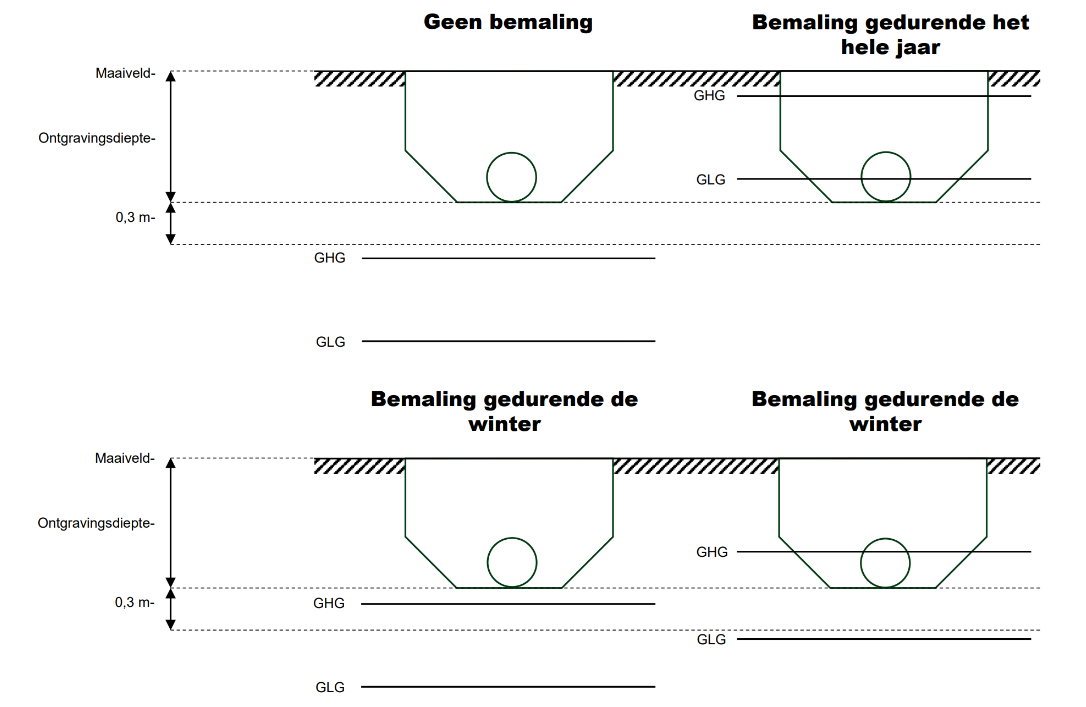 Geen bemaling
Bemaling gedurende het
hele jaar
Maaiveld-
GHG
Ontgravingsdiepte-
GLG
0,3 m-
GHG
GLG
Bemaling gedurende de
winter
Bemaling gedurende de
winter
Maaiveld-
Ontgravingsdiepte-
GHG
0,3 m-
GHG
GLG
GLG